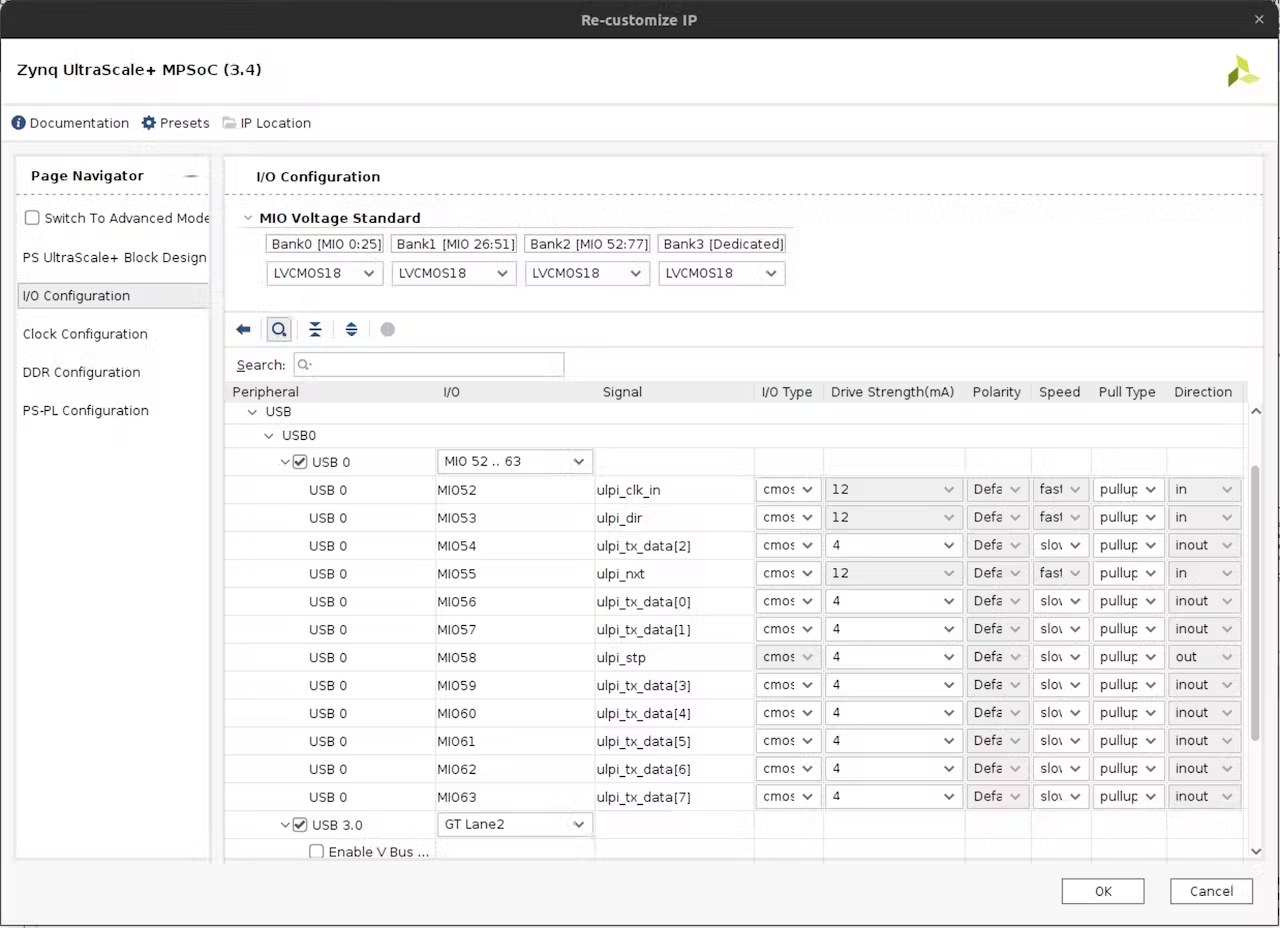 Re-customize IP
Zynq UltraScale+ MPSoC (3.4)
Documentation Presets IP Location
Page Navigator
Switch To Advanced Mode
PS UltraScale+ Block Design
I/O Configuration
Clock Configuration
DDR Configuration
PS-PL Configuration
I/O Configuration
MIO Voltage Standard
Bank0 [MIO 0:25] Bank1 [MIO 26:51] Bank2 [MIO 52:77] Bank3 [Dedicated]
LVCMOS18 LVCMOS18 LVCMOS18 LVCMOS18
Search:
Peripheral I/O Signal I/O Type Drive Strength(mA) Polarity Speed Pull Type Direction
USB
USB0
USB 0 MIO 52 .. 63
USB 0 MIO52 ulpi_clk_in cmos 12 Defa fast pullup in
USB 0 MIO53 ulpi_dir cmos 12 Defa fast pullup in
USB 0 MIO54 ulpi_tx_data[2] cmos 4 Defa slow pullup inout
USB 0 MIO55 ulpi_nxt cmos 12 Defa fast pullup in
USB 0 MIO56 ulpi_tx_data[0] cmos 4 Defa slow pullup inout
USB 0 MIO57 ulpi_tx_data[1] cmos 4 Defa slow pullup inout
USB 0 MIO58 ulpi_stp cmos 4 Defa slow pullup out
USB 0 MIO59 ulpi_tx_data[3] cmos 4 Defa slow pullup inout
USB 0 MIO60 ulpi_tx_data[4] cmos 4 Defa slow pullup inout
USB 0 MIO61 ulpi_tx_data[5] cmos 4 Defa slow pullup inout
USB 0 MIO62 ulpi_tx_data[6] cmos 4 Defa slow pullup inout
USB 0 MIO63 ulpi_tx_data[7] cmos 4 Defa slow pullup inout
USB 3.0 GT Lane2
Enable V Bus ...
OK Cancel